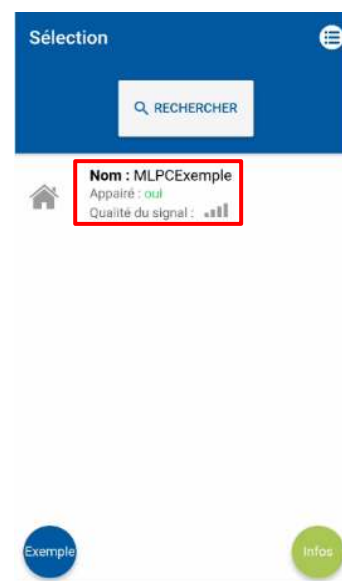 Sélection
RECHERCHER
Nom : MLPCExemple
Appairé : oui
Qualité du signal :
Exemple
Infos